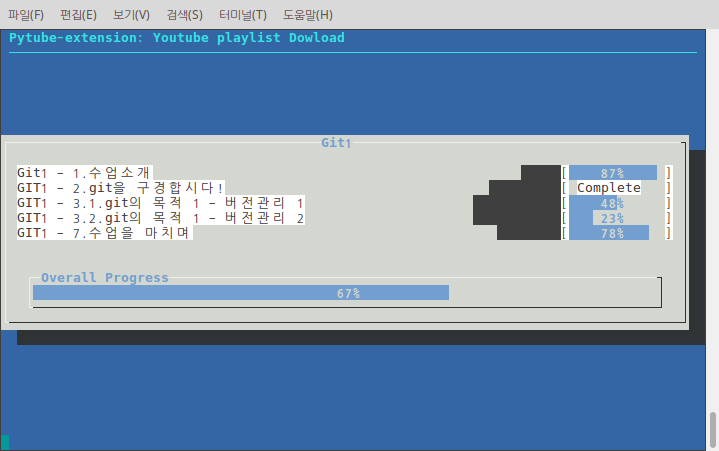 파일(F) 편집(E) 보기(V) 검색(S) 터미널(T) 도움말(H)
Pytube-extension: Youtube playlist Dowload
Git1
Git1 - 1.수업소개 [ 87% ]
GIT1 - 2.git을 구경합시다! [ Complete ]
GIT1 - 3.1.git의 목적 1 - 버전관리 1 [ 48% ]
GIT1 - 3.2.git의 목적 1 - 버전관리 2 [ 23% ]
GIT1 - 7.수업을 마치며 [ 78% ]
Overall Progress
67%